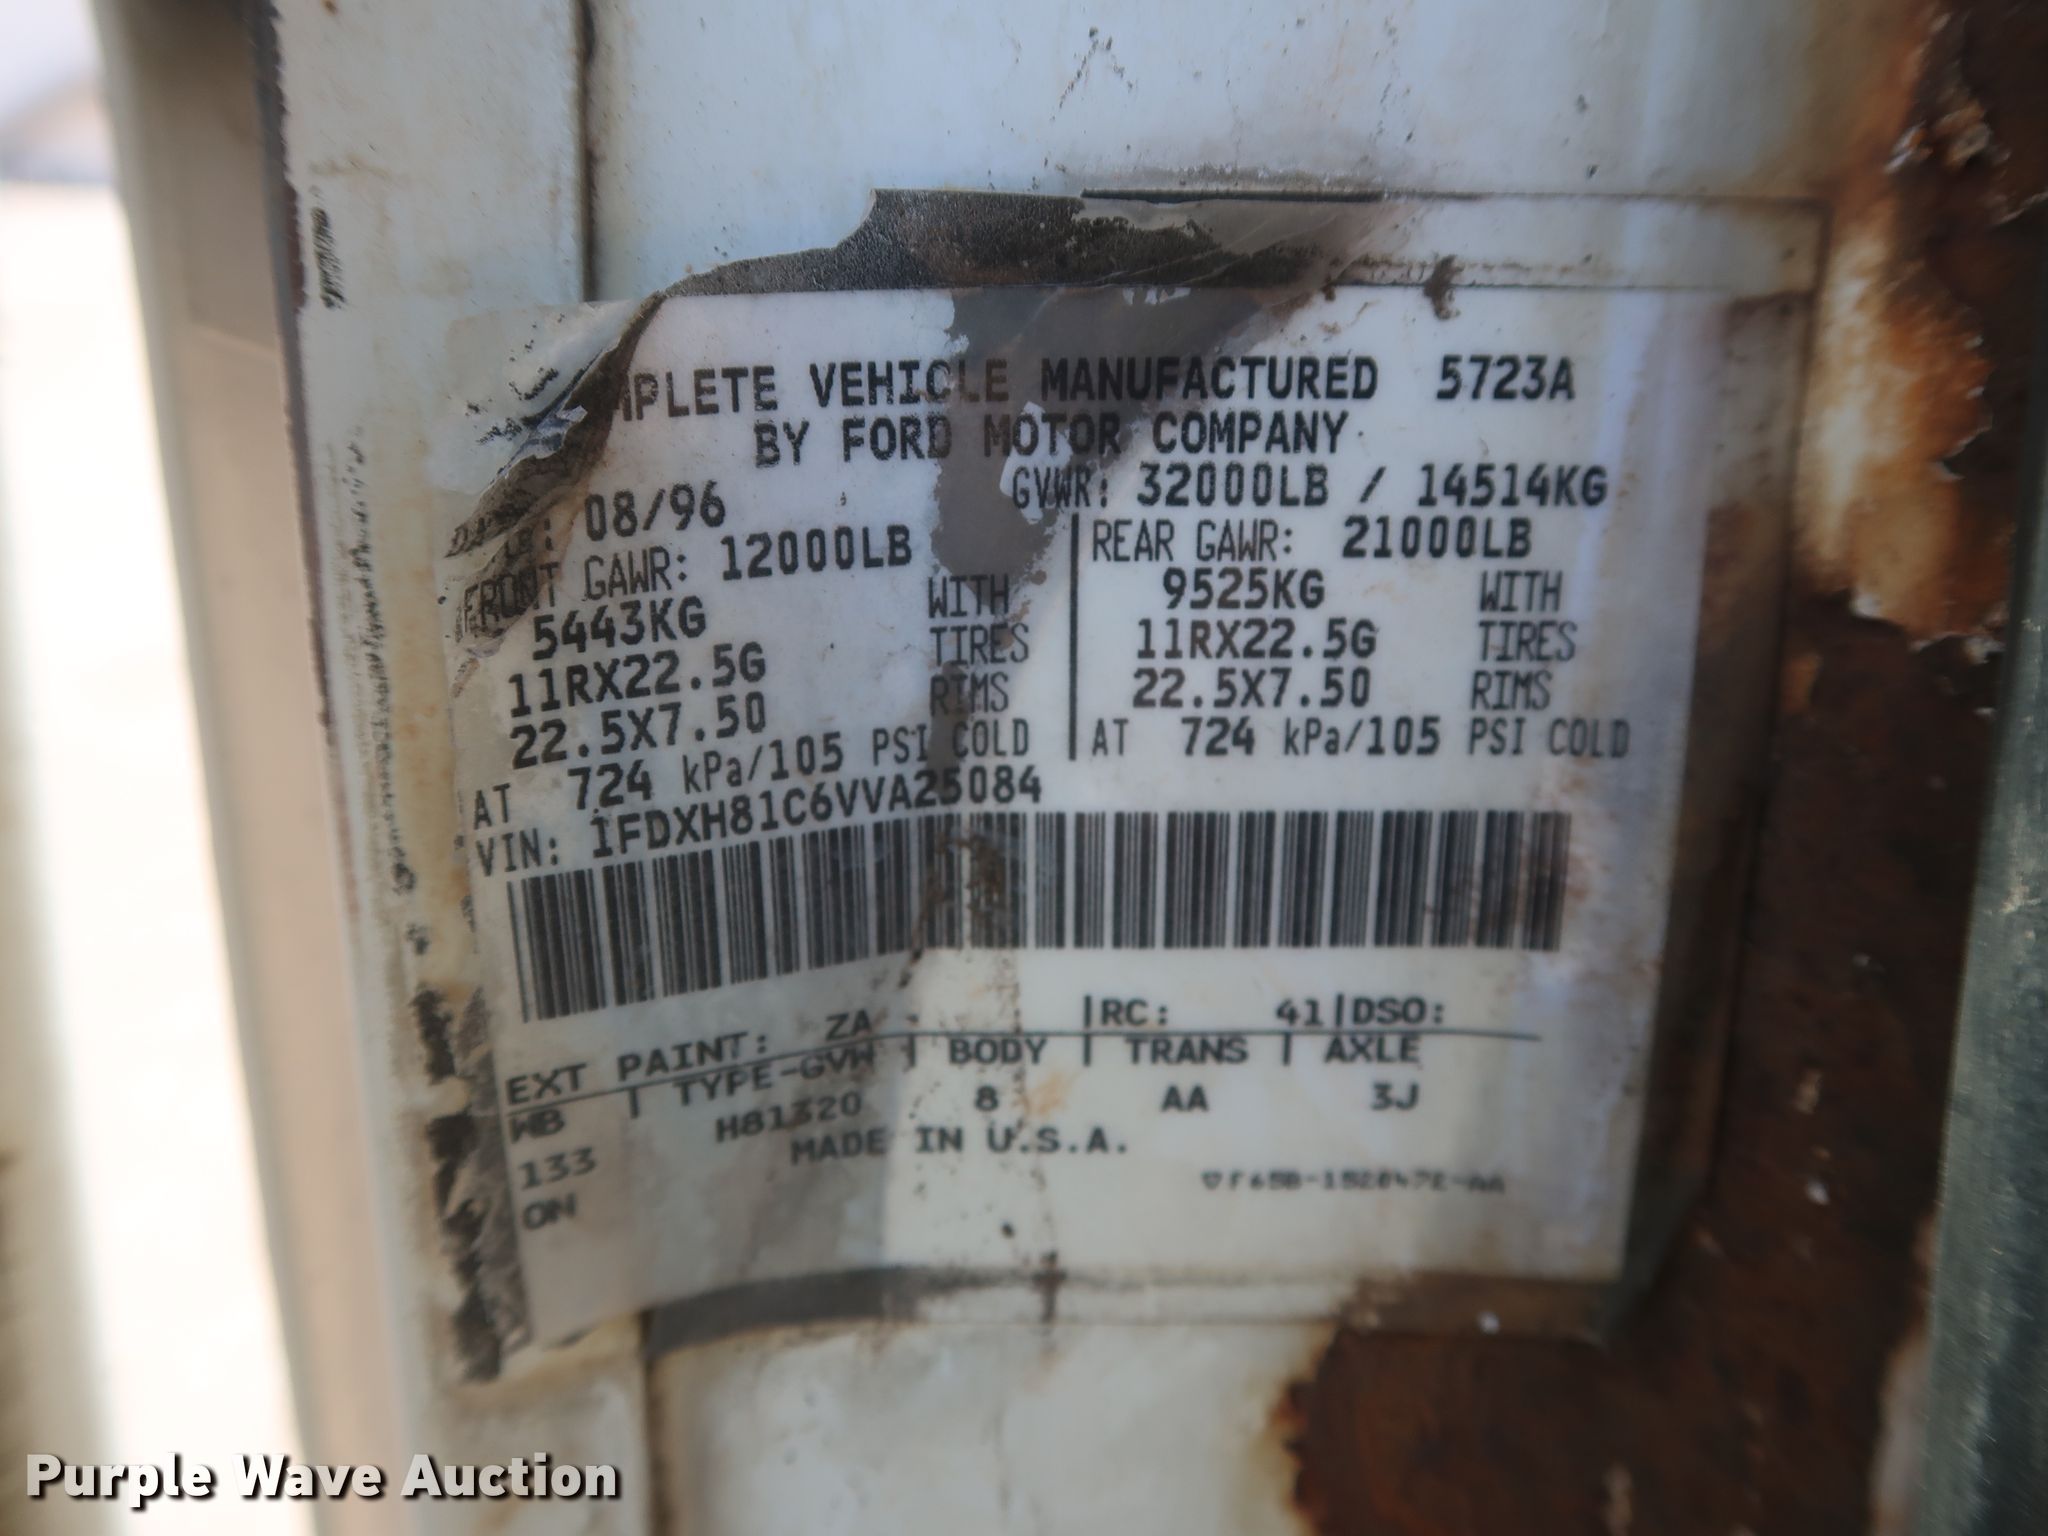 MPLETE VEHICLE MANUFACTURED 5723A
BY FORD MOTOR COMPANY
08/96 GVWR: 32000LB / 14514KG
FRONT GAWR: 12000LB
5443KG WITH
11RX22.5G TIRES
22.5X7.50 RIMS
AT 724 kPa/105 PSI COLD
REAR GAWR: 21000LB
9525KG WITH
11RX22.5G TIRES
22.5X7.50 RIMS
AT 724 kPa/105 PSI COLD
VIN: 1FDXH81C6VVA25084
EXT PAINT: ZA |RC: 41|DSO:
WB | TYPE-GVW | BODY | TRANS | AXLE
133 H81320 8 AA 3J
ON MADE IN U.S.A.
Purple Wave Auction